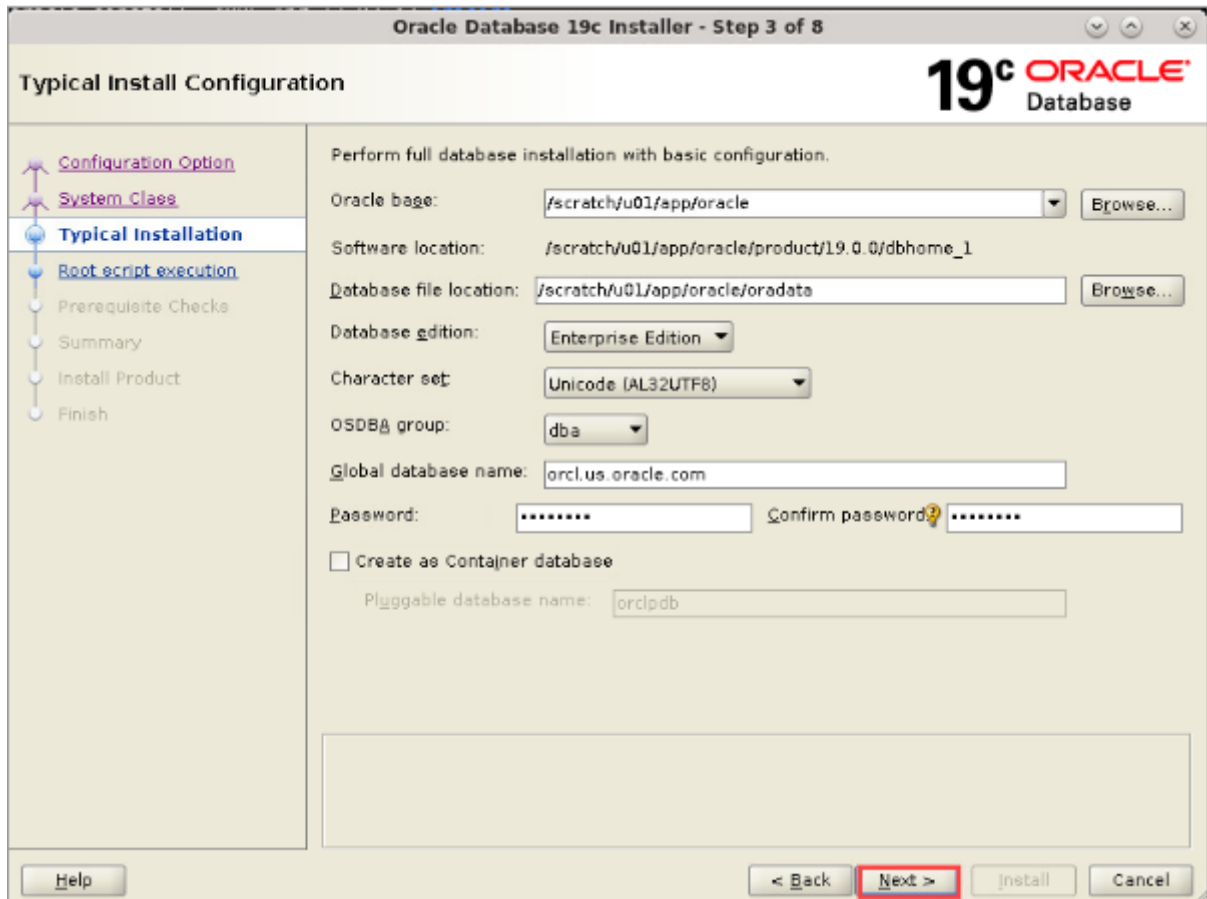 Oracle Database 19c Installer - Step 3 of 8
Typical Install Configuration
19c ORACLE
Database
Configuration Option
System Class
Typical Installation
Root script execution
Prerequisite Checks
Summary
Install Product
Finish
Perform full database installation with basic configuration.
Oracle base: /scratch/u01/app/oracle Browse...
Software location: /scratch/u01/app/oracle/product/19.0.0/dbhome_1
Database file location: /scratch/u01/app/oracle/oradata Browse...
Database edition: Enterprise Edition
Character set: Unicode (AL32UTF8)
OSDBA group: dba
Global database name: orcl.us.oracle.com
Password: •••••••• Confirm password: ••••••••
Create as Container database
Pluggable database name: orclpdb
Help < Back Next > Install Cancel